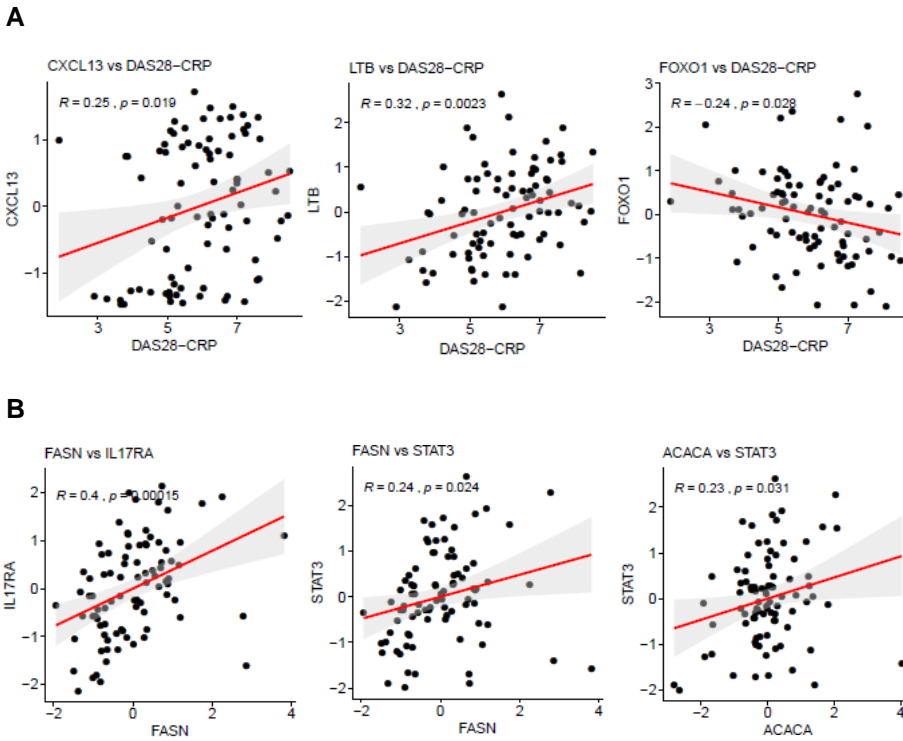 A
CXCL13 vs DAS28−CRP
R = 0.25 , p = 0.019
CXCL13
1
0
−1
3
5
7
DAS28−CRP
LTB vs DAS28−CRP
R = 0.32 , p = 0.0023
LTB
2
1
0
−1
−2
3
5
7
DAS28−CRP
FOXO1 vs DAS28−CRP
R = −0.24 , p = 0.028
FOXO1
3
2
1
0
−1
−2
3
5
7
DAS28−CRP
B
FASN vs IL17RA
R = 0.4 , p = 0.00015
IL17RA
2
1
0
−1
−2
−2
0
2
4
FASN
FASN vs STAT3
R = 0.24 , p = 0.024
STAT3
2
1
0
−1
−2
−2
0
2
4
FASN
ACACA vs STAT3
R = 0.23 , p = 0.031
STAT3
2
1
0
−1
−2
−2
0
2
4
ACACA